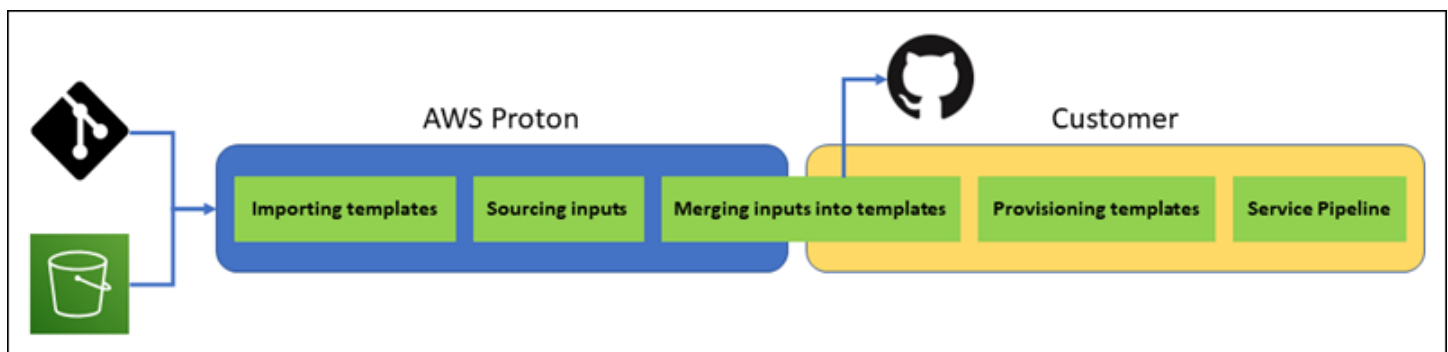 AWS Proton
Customer
Importing templates
Sourcing inputs
Merging inputs into templates
Provisioning templates
Service Pipeline